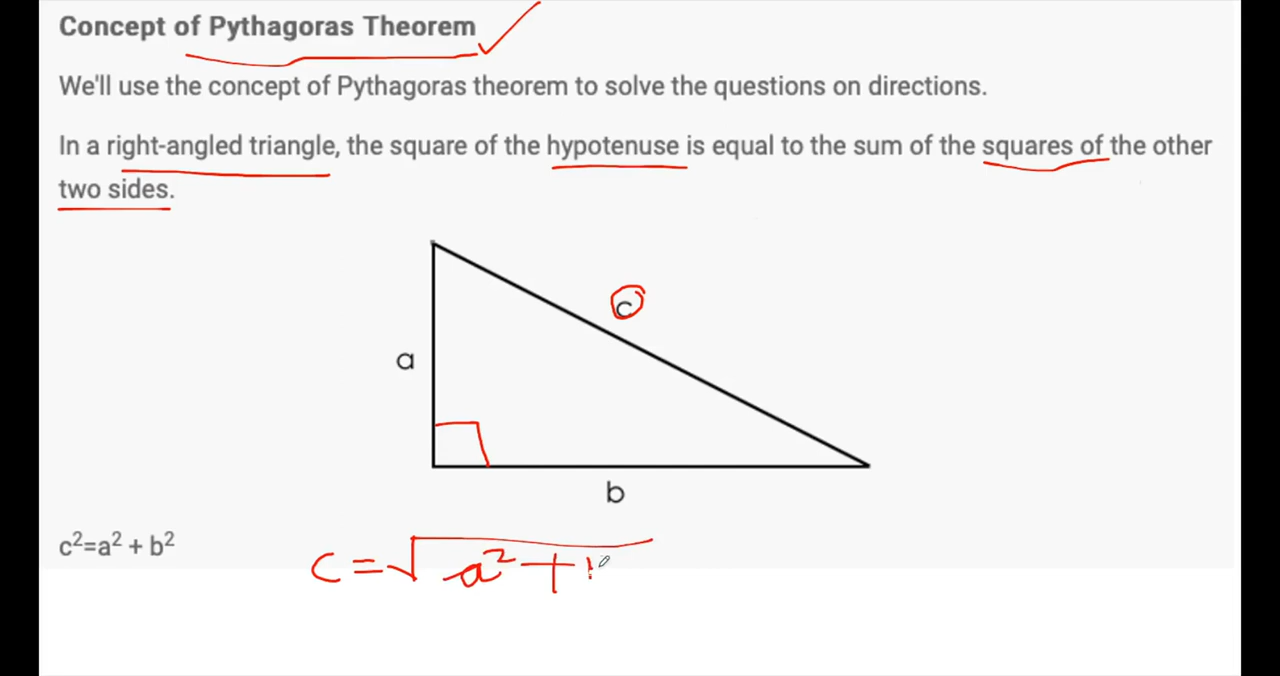 Concept of Pythagoras Theorem
We'll use the concept of Pythagoras theorem to solve the questions on directions.
In a right-angled triangle, the square of the hypotenuse is equal to the sum of the squares of the other
two sides.
c
a
b
c²=a² + b²
c=√a²+